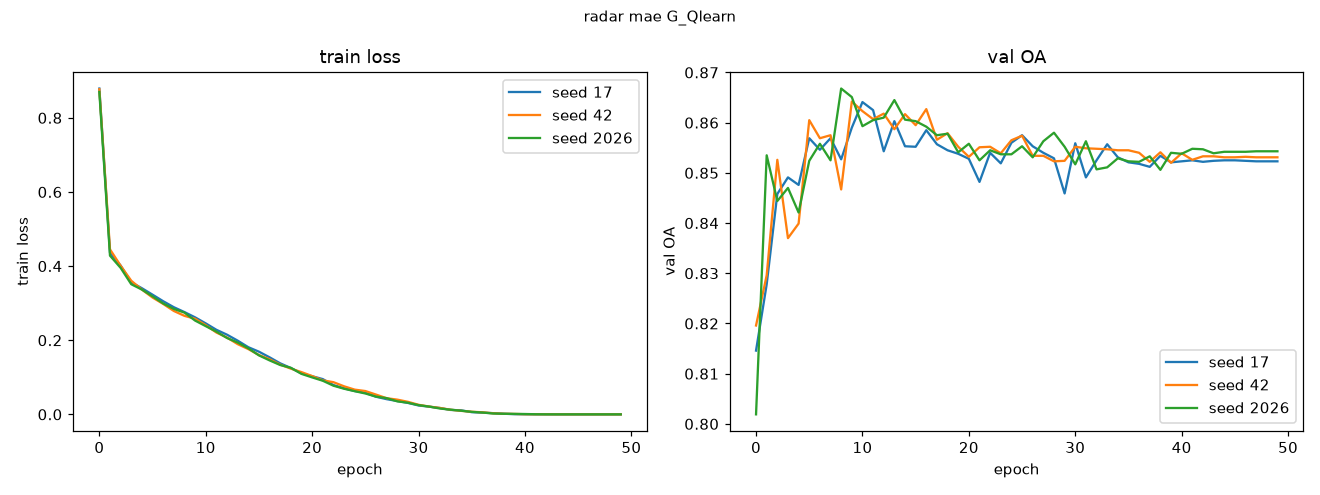 radar mae G_Qlearn
train loss
train loss
0.8
0.6
0.4
0.2
0.0
0 10 20 30 40 50
epoch
seed 17
seed 42
seed 2026
val OA
val OA
0.87
0.86
0.85
0.84
0.83
0.82
0.81
0.80
0 10 20 30 40 50
epoch
seed 17
seed 42
seed 2026